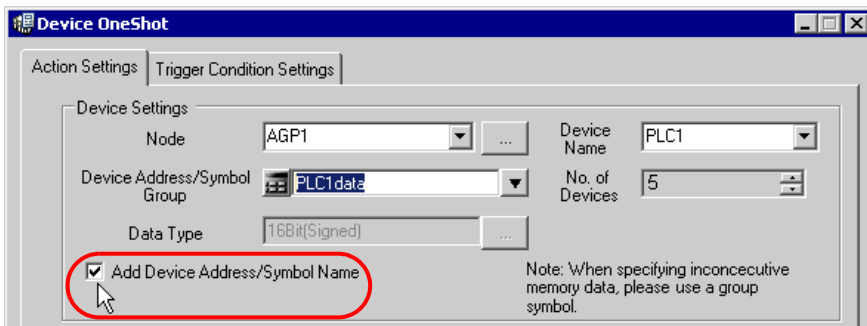 Device OneShot
Action Settings
Trigger Condition Settings
Device Settings
Node
AGP1
...
Device
Name
PLC1
Device Address/Symbol
Group
PLC1data
No. of
Devices
5
Data Type
16Bit(Signed)
...
Add Device Address/Symbol Name
Note: When specifying inconcecutive
memory data, please use a group
symbol.